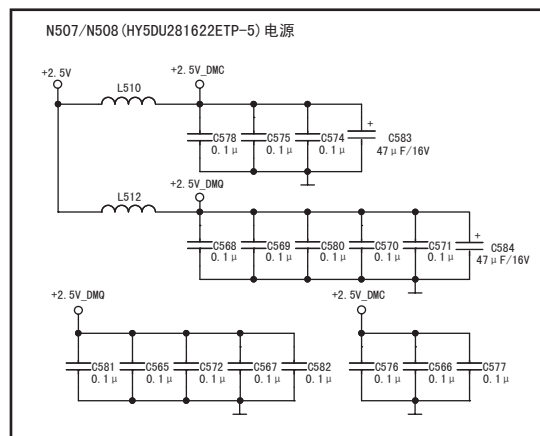 N507/N508(HY5DU281622ETP-5)电源
+2.5V
L510
+2.5V_DMC
C578
0.1μ
C575
0.1μ
C574
0.1μ
+
C583
47μF/16V
L512
+2.5V_DMQ
C568
0.1μ
C569
0.1μ
C580
0.1μ
C570
0.1μ
C571
0.1μ
+
C584
47μF/16V
+2.5V_DMQ
C581
0.1μ
C565
0.1μ
C572
0.1μ
C567
0.1μ
C582
0.1μ
+2.5V_DMC
C576
0.1μ
C566
0.1μ
C577
0.1μ